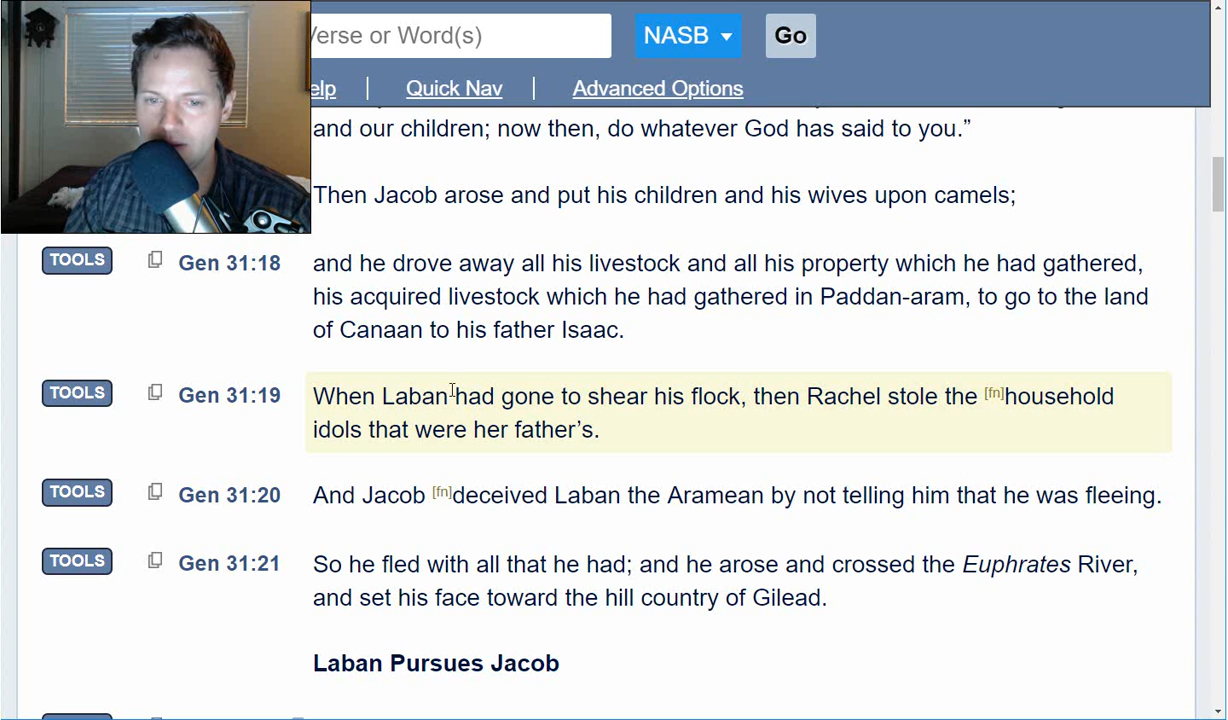 Verse or Word(s)
NASB
Go
elp
Quick Nav
Advanced Options
and our children; now then, do whatever God has said to you.”
Then Jacob arose and put his children and his wives upon camels;
TOOLS Gen 31:18 and he drove away all his livestock and all his property which he had gathered,
his acquired livestock which he had gathered in Paddan-aram, to go to the land
of Canaan to his father Isaac.
TOOLS Gen 31:19 When Laban had gone to shear his flock, then Rachel stole the [fn]household
idols that were her father’s.
TOOLS Gen 31:20 And Jacob [fn]deceived Laban the Aramean by not telling him that he was fleeing.
TOOLS Gen 31:21 So he fled with all that he had; and he arose and crossed the Euphrates River,
and set his face toward the hill country of Gilead.
Laban Pursues Jacob